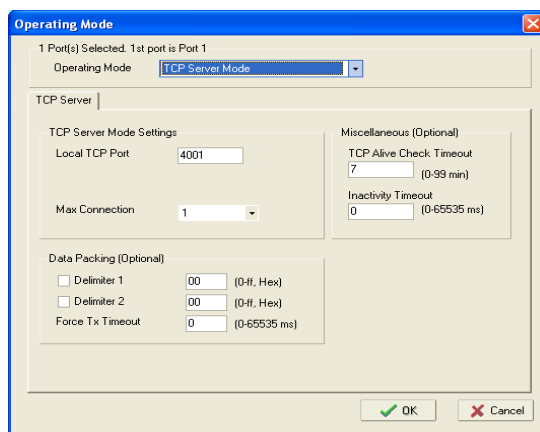 Operating Mode
1 Port(s) Selected. 1st port is Port 1
Operating Mode TCP Server Mode
TCP Server
TCP Server Mode Settings
Local TCP Port 4001
Max Connection 1
Miscellaneous (Optional)
TCP Alive Check Timeout
7 (0-99 min)
Inactivity Timeout
0 (0-65535 ms)
Data Packing (Optional)
Delimiter 1 00 (0-ff, Hex)
Delimiter 2 00 (0-ff, Hex)
Force Tx Timeout 0 (0-65535 ms)
OK Cancel